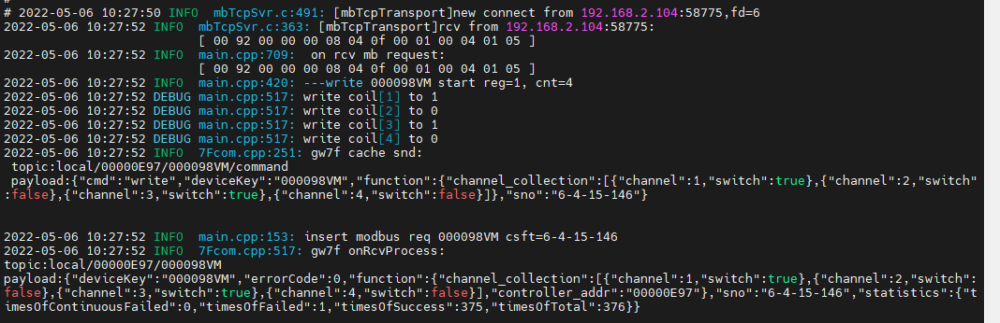 #
# 2022-05-06 10:27:50 INFO  mbTcpSvr.c:491: [mbTcpTransport]new connect from 192.168.2.104:58775,fd=6
2022-05-06 10:27:52 INFO  mbTcpSvr.c:363: [mbTcpTransport]rcv from 192.168.2.104:58775:
[ 00 92 00 00 00 08 04 0f 00 01 00 04 01 05 ]
2022-05-06 10:27:52 INFO  main.cpp:709:  on rcv mb request:
[ 00 92 00 00 00 08 04 0f 00 01 00 04 01 05 ]
2022-05-06 10:27:52 INFO  main.cpp:420: ---write 000098VM start reg=1, cnt=4
2022-05-06 10:27:52 DEBUG main.cpp:517: write coil[1] to 1
2022-05-06 10:27:52 DEBUG main.cpp:517: write coil[2] to 0
2022-05-06 10:27:52 DEBUG main.cpp:517: write coil[3] to 1
2022-05-06 10:27:52 DEBUG main.cpp:517: write coil[4] to 0
2022-05-06 10:27:52 INFO  7Fcom.cpp:251: gw7f cache snd:
topic:local/00000E97/000098VM/command
payload:{"cmd":"write","deviceKey":"000098VM","function":{"channel_collection":[{"channel":1,"switch":true},{"channel":2,"switch"
:false},{"channel":3,"switch":true},{"channel":4,"switch":false}]},"sno":"6-4-15-146"}
2022-05-06 10:27:52 INFO  main.cpp:153: insert modbus req 000098VM csft=6-4-15-146
2022-05-06 10:27:52 INFO  7Fcom.cpp:517: gw7f onRcvProcess:
topic:local/00000E97/000098VM
payload:{"deviceKey":"000098VM","errorCode":0,"function":{"channel_collection":[{"channel":1,"switch":true},{"channel":2,"switch":
false},{"channel":3,"switch":true},{"channel":4,"switch":false}],"controller_addr":"00000E97"},"sno":"6-4-15-146","statistics":{"t
imesOfContinuousFailed":0,"timesOfFailed":1,"timesOfSuccess":375,"timesOfTotal":376}}